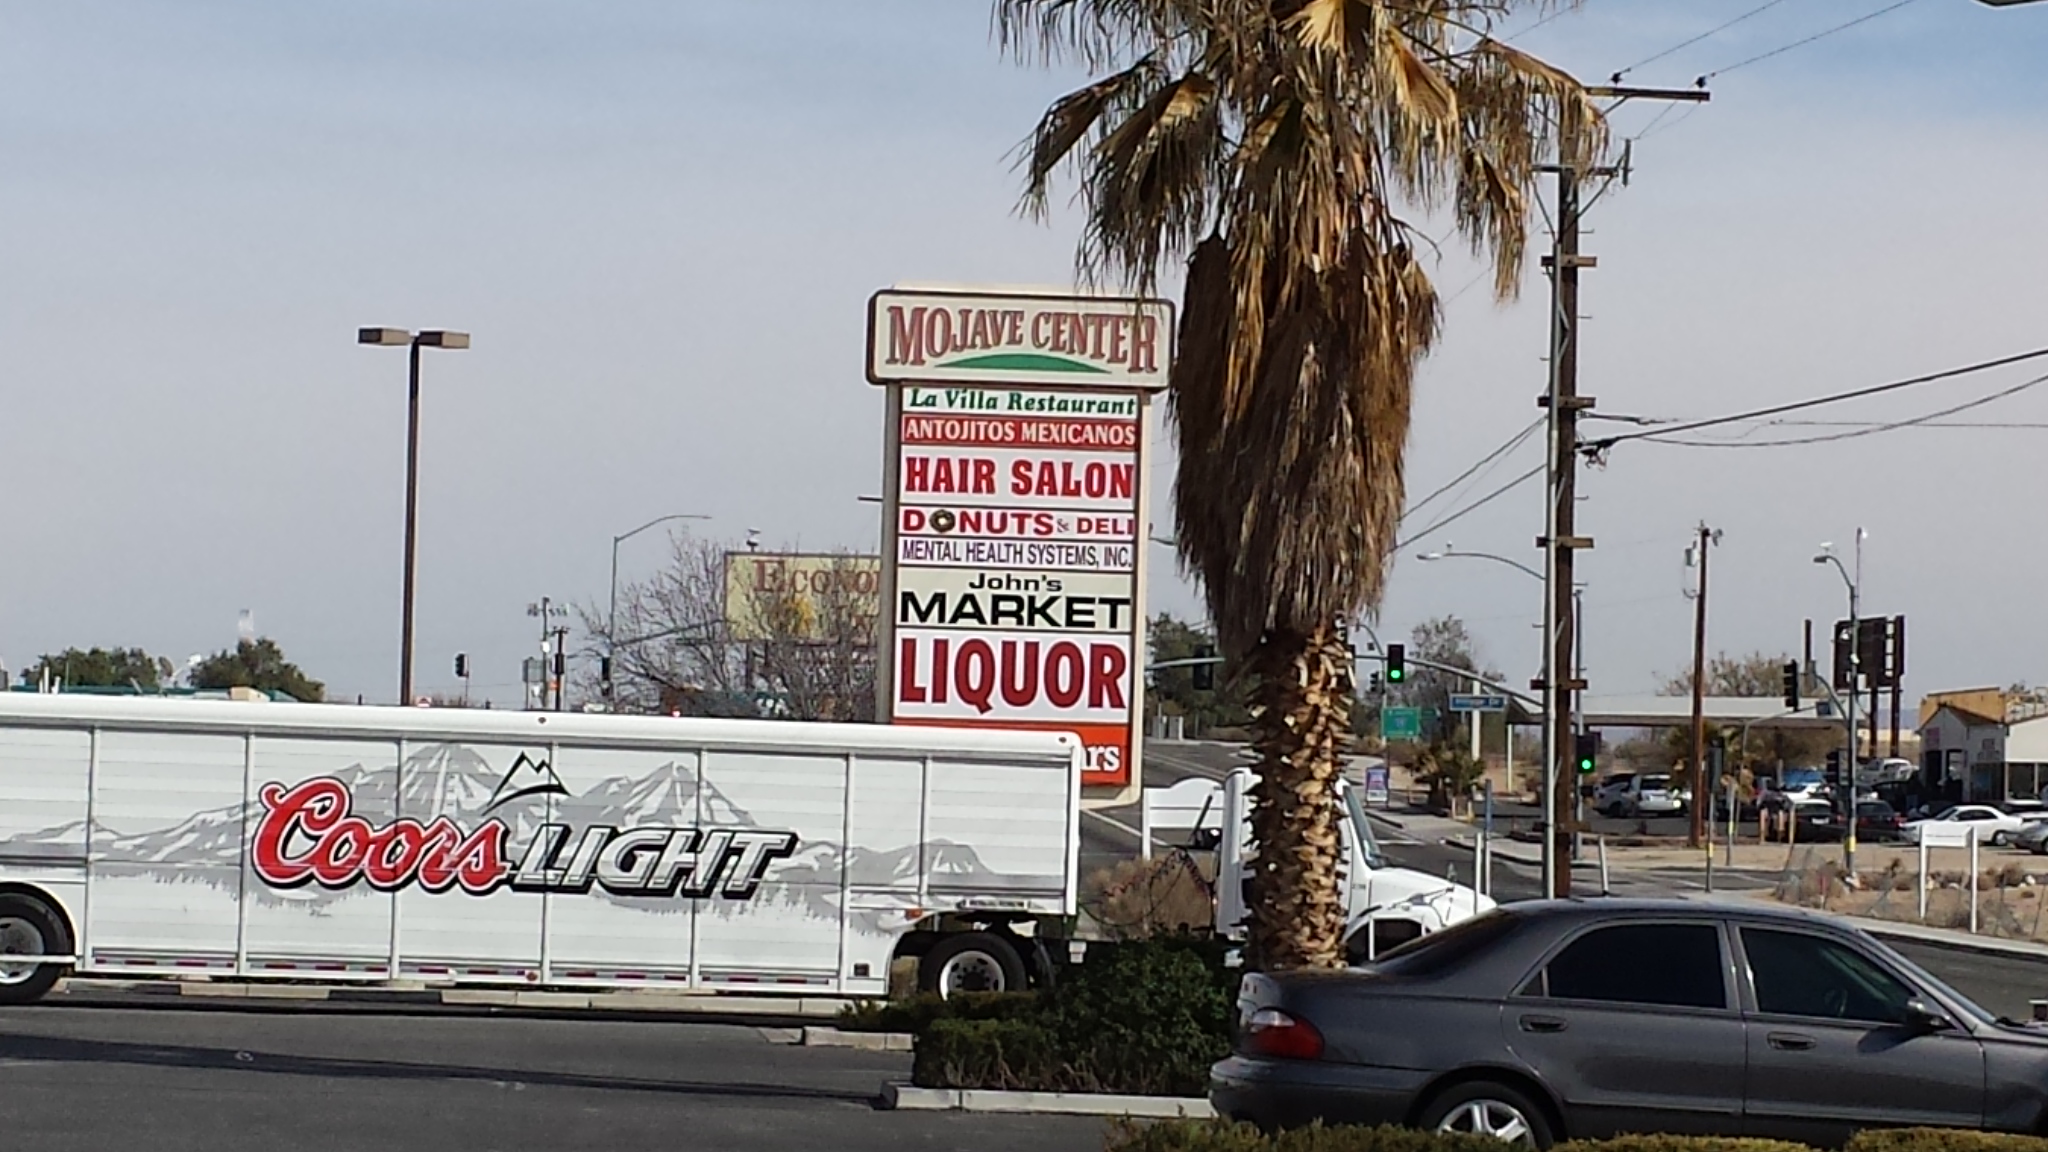 MOJAVE CENTER
La Villa Restaurant
ANTOJITOS MEXICANOS
HAIR SALON
DONUTS & DELI
MENTAL HEALTH SYSTEMS, INC.
John's
MARKET
LIQUOR
Coors LIGHT